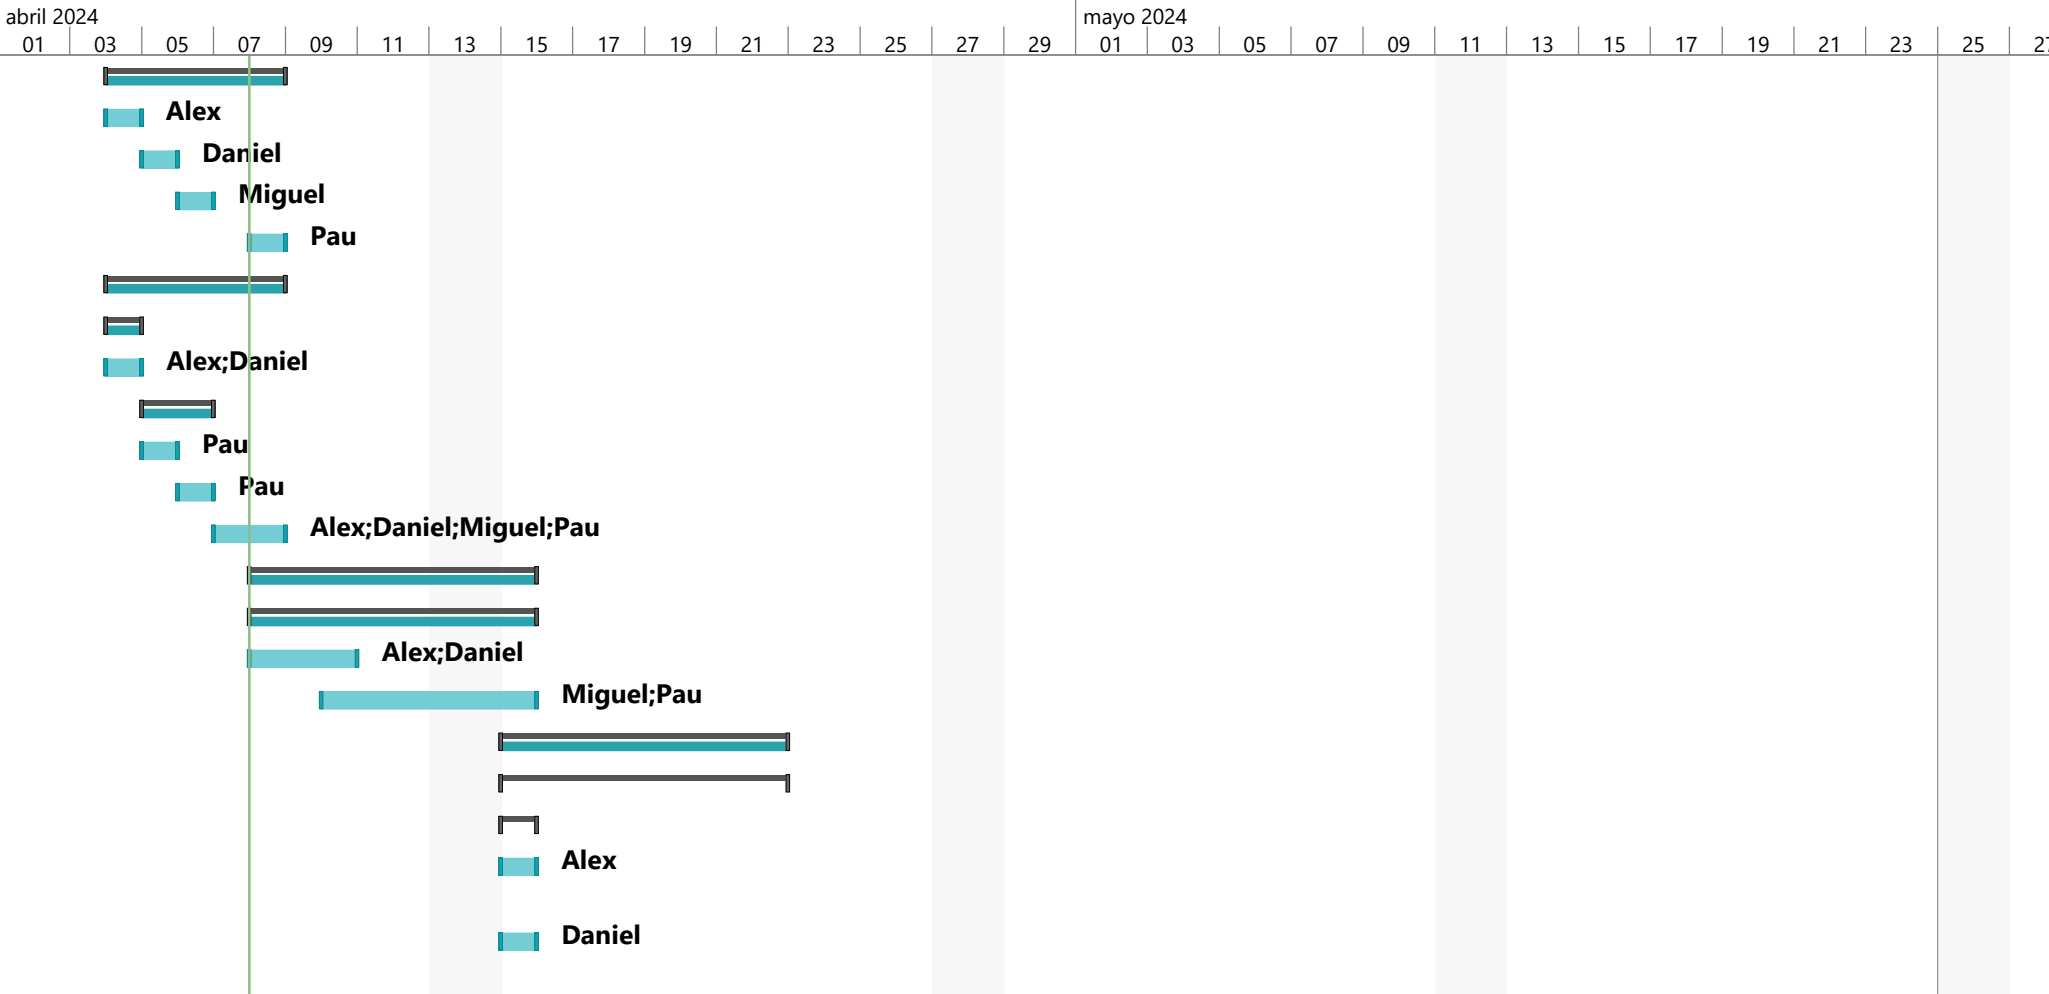 abril 2024 mayo 2024
01 03 05 07 09 11 13 15 17 19 21 23 25 27 29 01 03 05 07 09 11 13 15 17 19 21 23 25 27
Alex
Daniel
Miguel
Pau
Alex;Daniel
Pau
Pau
Alex;Daniel;Miguel;Pau
Alex;Daniel
Miguel;Pau
Alex
Daniel